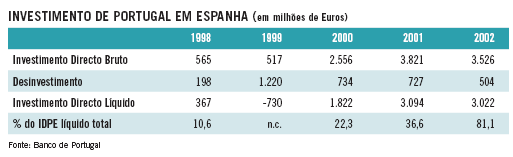 INVESTIMENTO DE PORTUGAL EM ESPANHA (em milhões de Euros)
1998 1999 2000 2001 2002
Investimento Directo Bruto 565 517 2.556 3.821 3.526
Desinvestimento 198 1.220 734 727 504
Investimento Directo Líquido 367 -730 1.822 3.094 3.022
% do IDPE líquido total 10,6 n.c. 22,3 36,6 81,1
Fonte: Banco de Portugal